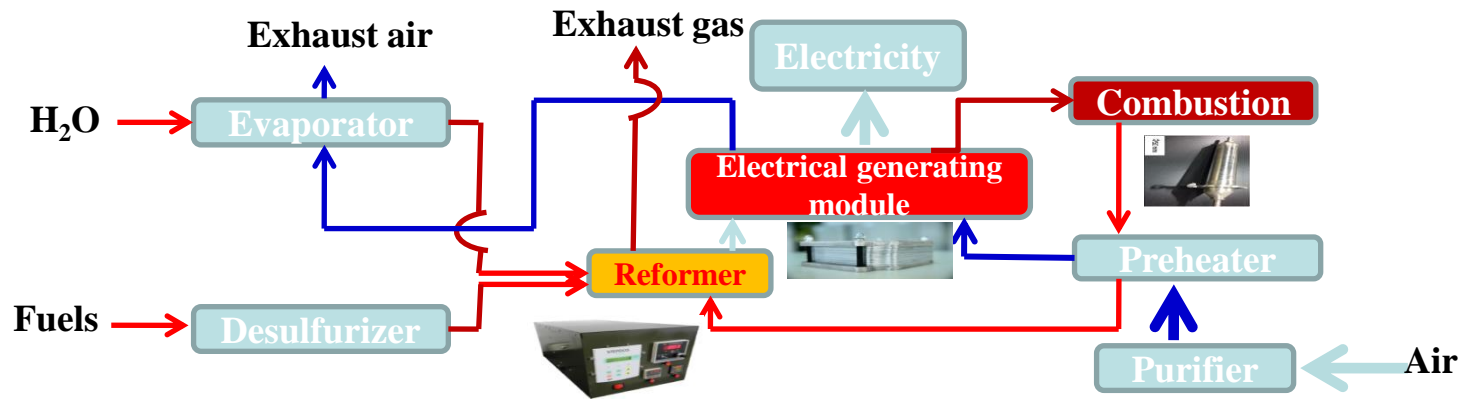 Exhaust air
Exhaust gas
Electricity
Combustion
H₂O
Evaporator
Electrical generating
module
Reformer
Preheater
Fuels
Desulfurizer
Purifier
Air